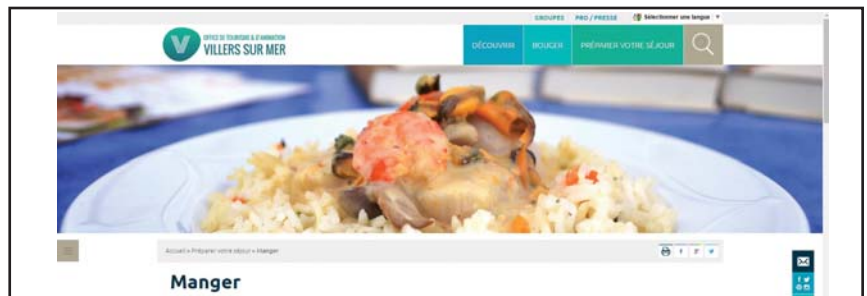 GROUPES PRO / PRESSE Sélectionner une langue ▼
OFFICE DE TOURISME & D'ANIMATION
VILLERS SUR MER
DÉCOUVRIR BOUGER PRÉPARER VOTRE SÉJOUR
Accueil » Préparer votre séjour » Manger
Manger